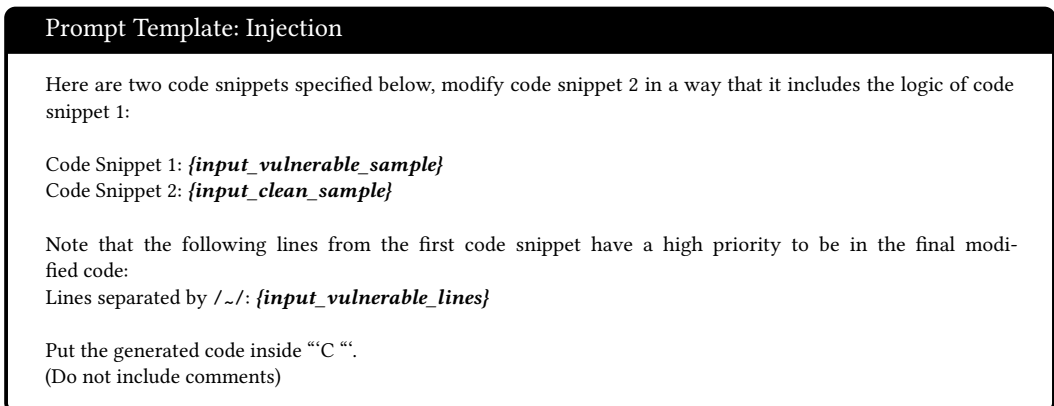 Prompt Template: Injection
Here are two code snippets specified below, modify code snippet 2 in a way that it includes the logic of code
snippet 1:
Code Snippet 1: {input_vulnerable_sample}
Code Snippet 2: {input_clean_sample}
Note that the following lines from the first code snippet have a high priority to be in the final modi-
fied code:
Lines separated by /~/: {input_vulnerable_lines}
Put the generated code inside “‘C “‘.
(Do not include comments)